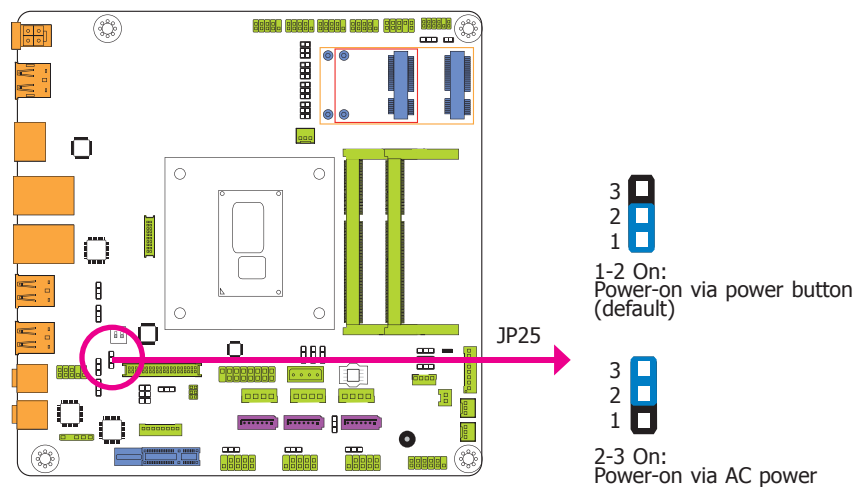 JP25
3
2
1
1-2 On:
Power-on via power button
(default)
3
2
1
2-3 On:
Power-on via AC power